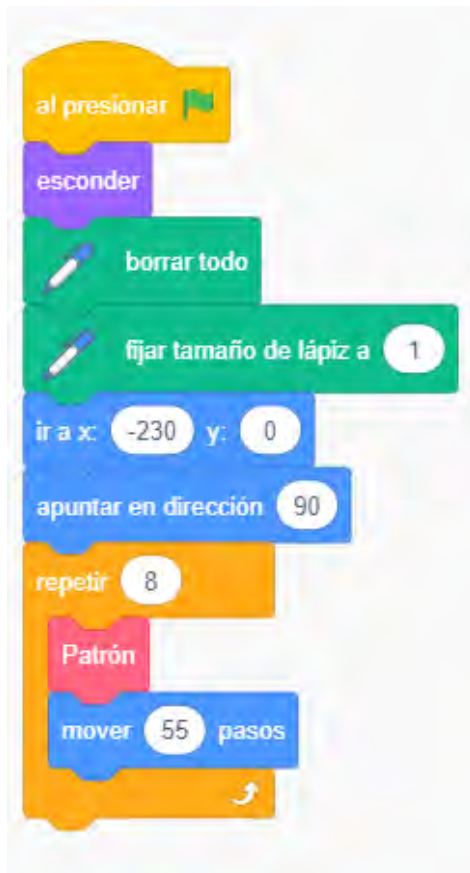 al presionar
esconder
borrar todo
fijar tamaño de lápiz a 1
ir a x: -230 y: 0
apuntar en dirección 90
repetir 8
Patrón
mover 55 pasos